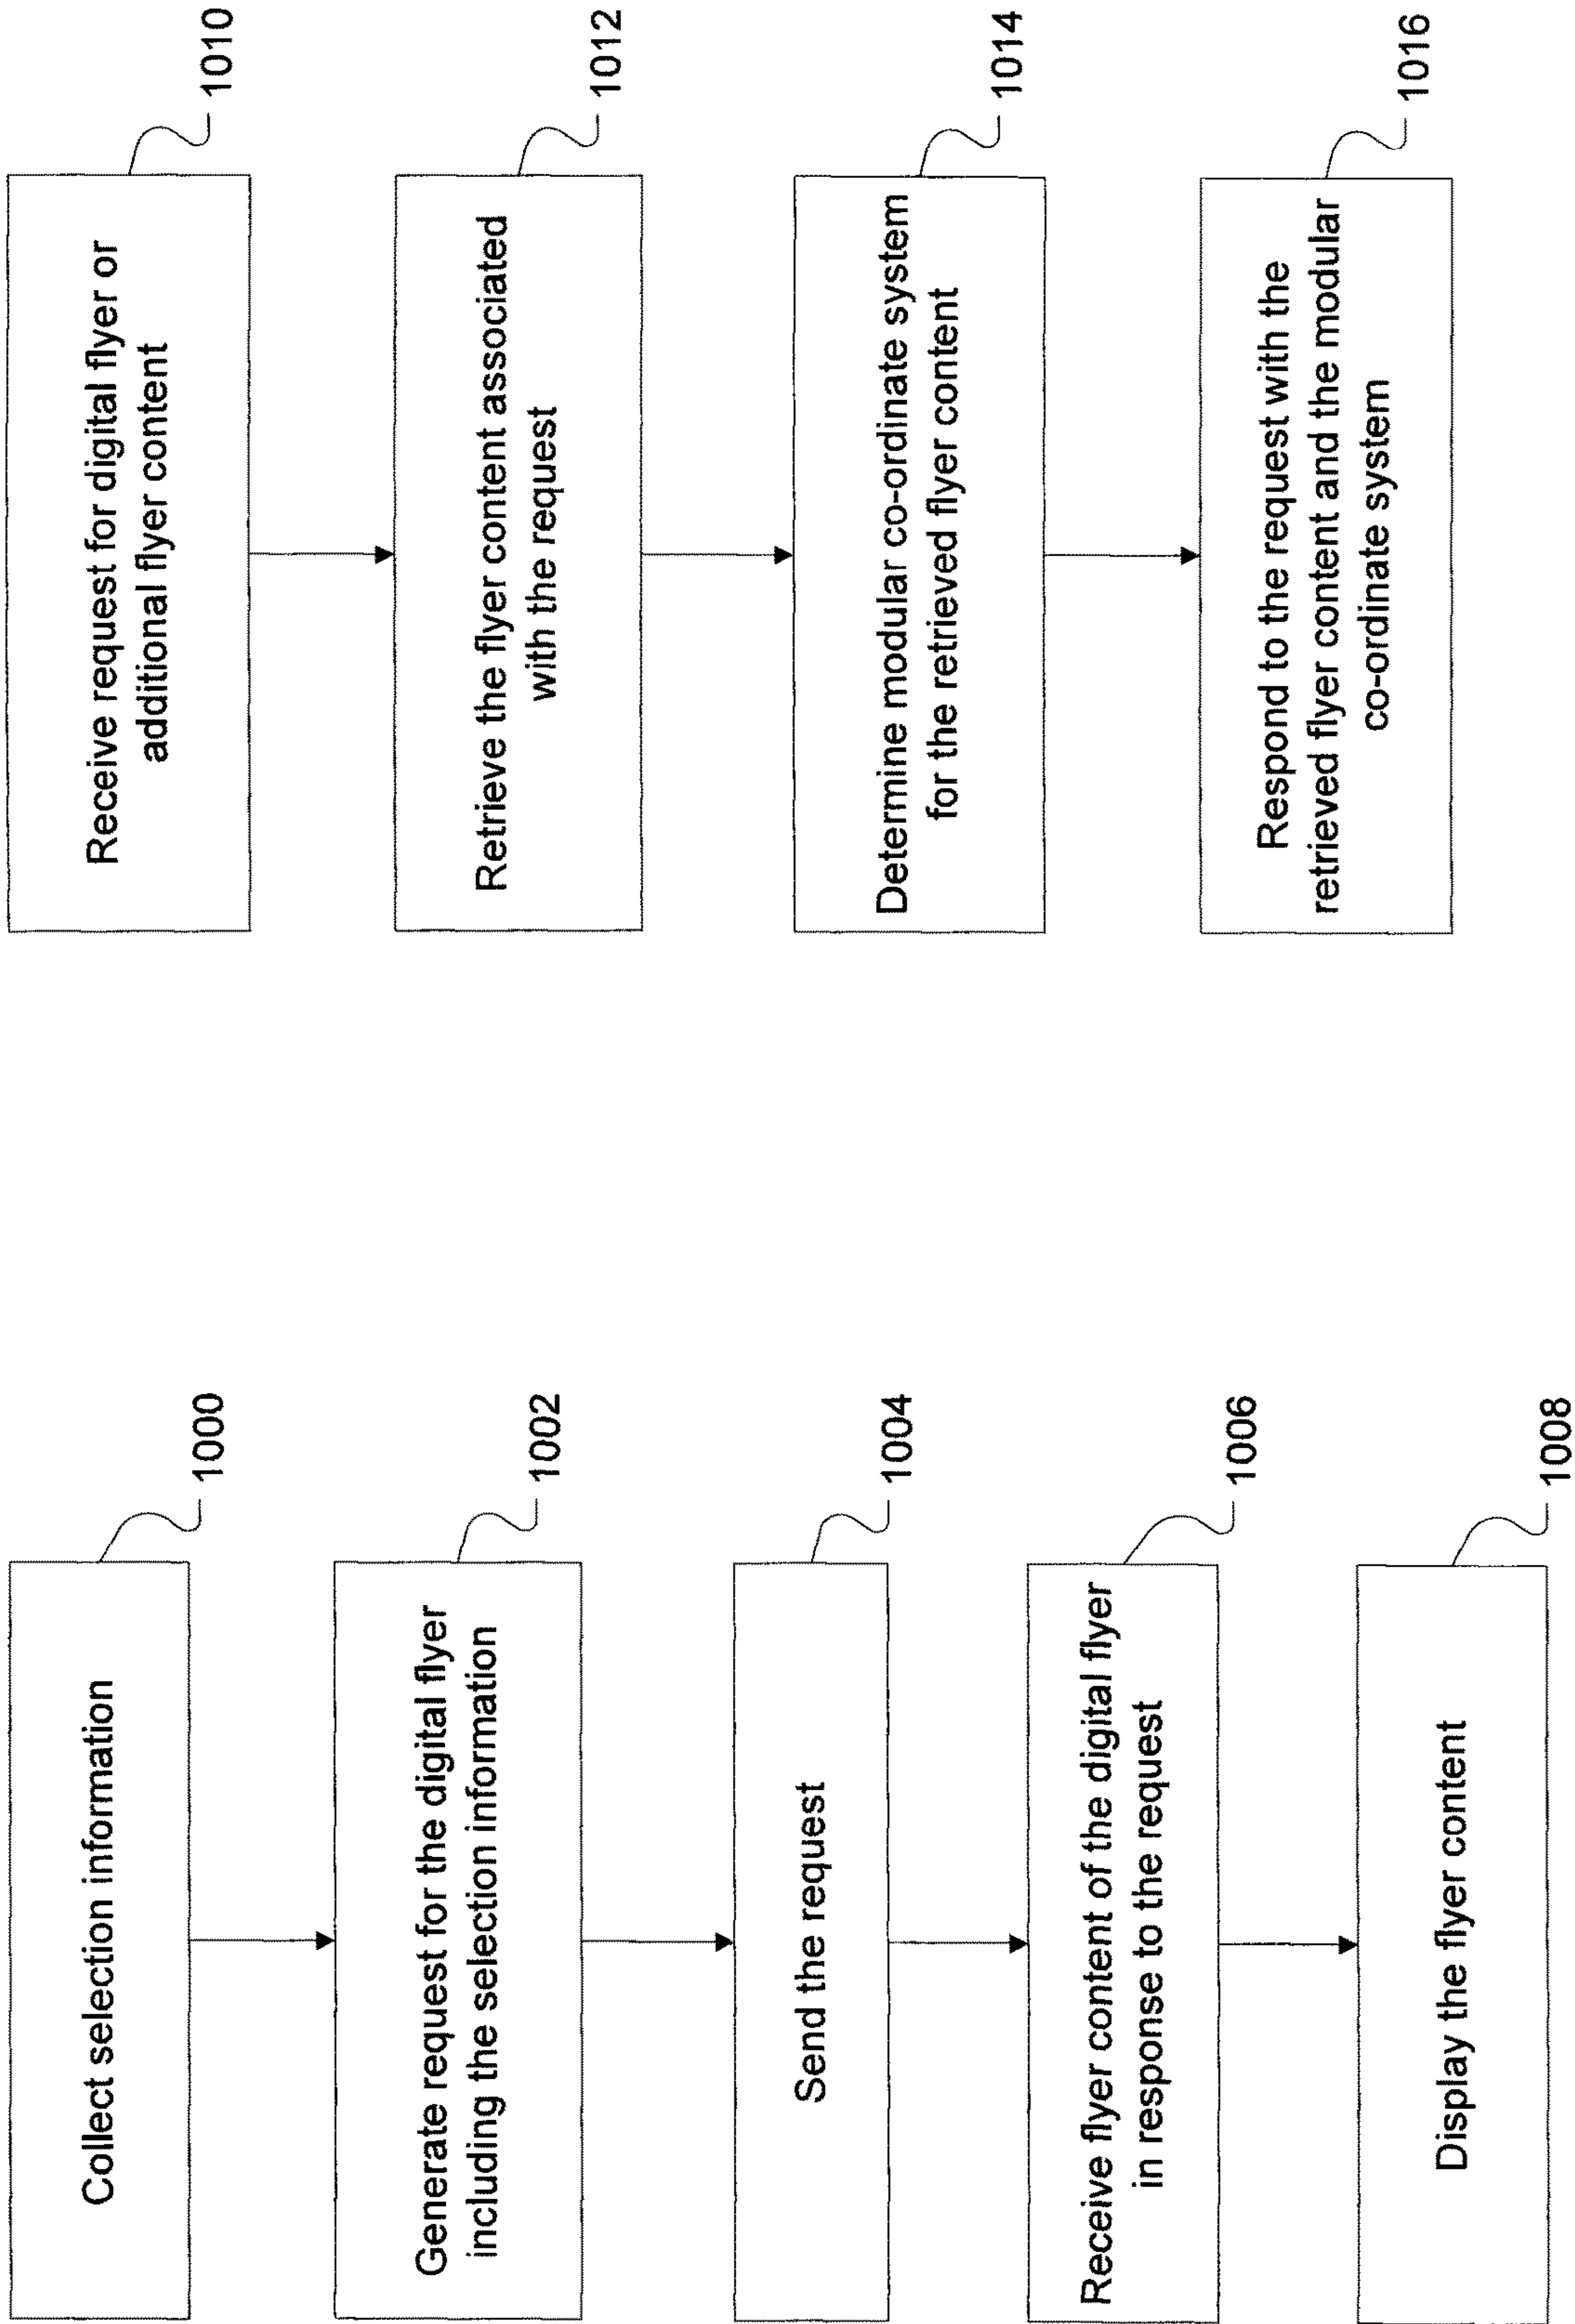 Collect selection information
1000
Generate request for the digital flyer
including the selection information
1002
Send the request
1004
Receive flyer content of the digital flyer
in response to the request
1006
Display the flyer content
1008
Receive request for digital flyer or
additional flyer content
1010
Retrieve the flyer content associated
with the request
1012
Determine modular co-ordinate system
for the retrieved flyer content
1014
Respond to the request with the
retrieved flyer content and the modular
co-ordinate system
1016